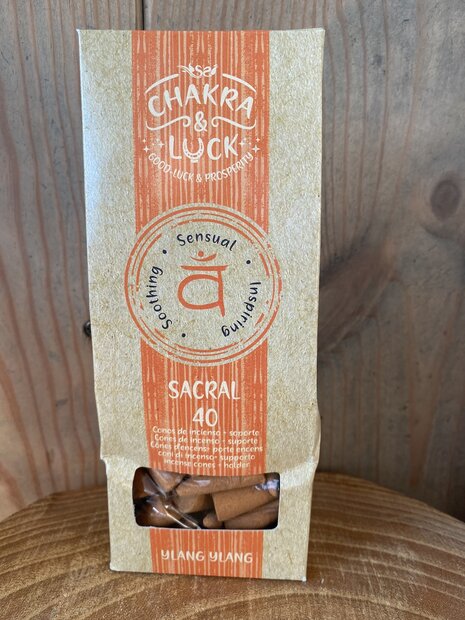 CHAKRA
&
LUCK
GOOD LUCK & PROSPERITY
Soothing • Sensual • Inspiring •
वं
SACRAL
40
Conos de incienso + soporte
Cones de incenso + suporte
Cônes d'encens+ porte encens
coni di incenso+ supporto
incense cones + holder
YLANG YLANG